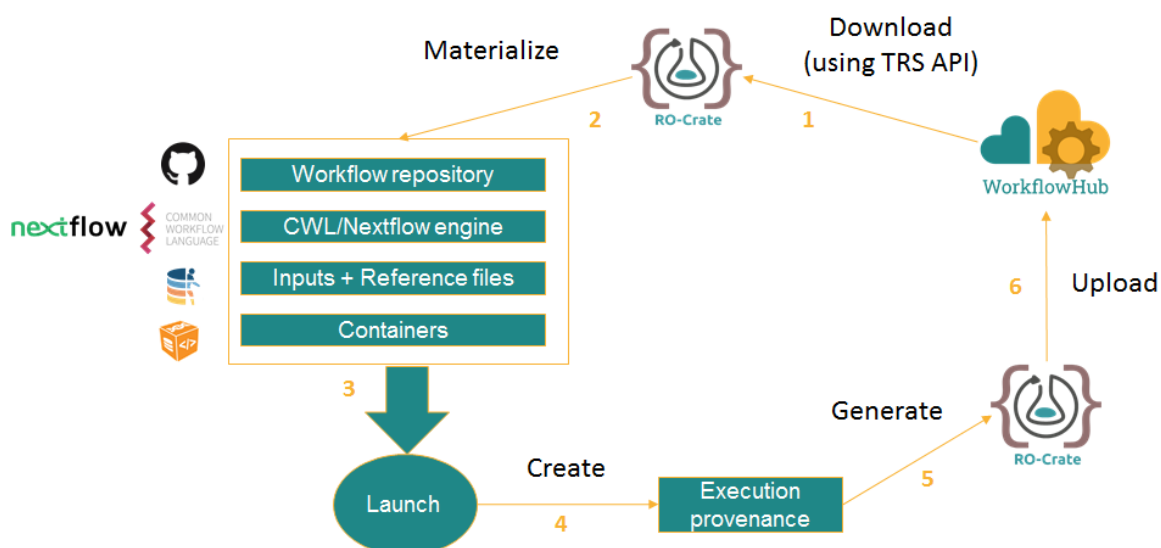 Materialize
Download
(using TRS API)
RO-Crate
2
1
WorkflowHub
Workflow repository
CWL/Nextflow engine
Inputs + Reference files
Containers
nextflow
COMMON
WORKFLOW
LANGUAGE
</>
3
6
Upload
Launch
Create
4
Execution
provenance
Generate
5
RO-Crate